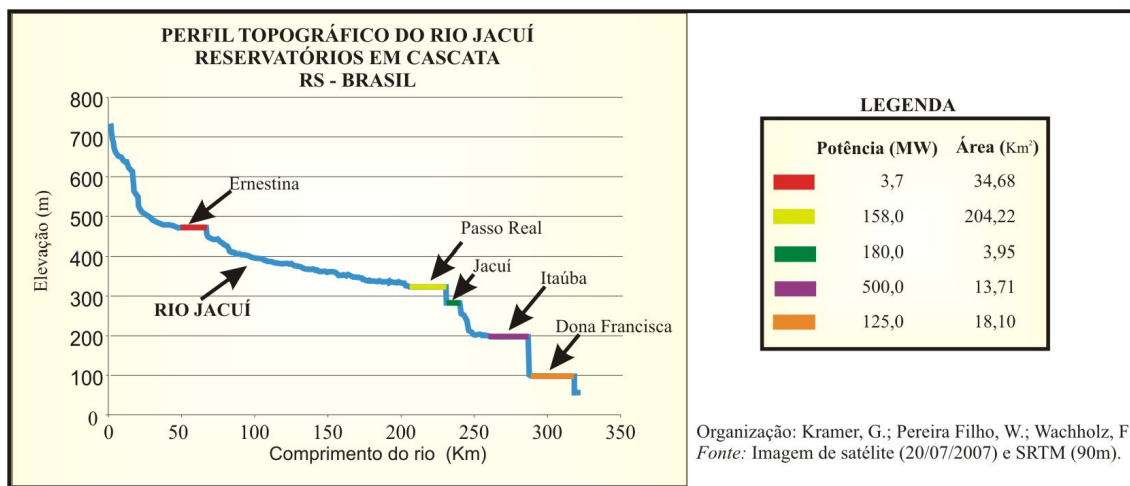 PERFIL TOPOGRÁFICO DO RIO JACUÍ
RESERVATÓRIOS EM CASCATA
RS - BRASIL
Elevação (m)
800
700
600
500
400
300
200
100
0
Ernestina
Passo Real
Jacuí
Itaúba
RIO JACUÍ
Dona Francisca
0 50 100 150 200 250 300 350
Comprimento do rio (Km)
LEGENDA
Potência (MW) Área (Km²)
3,7 34,68
158,0 204,22
180,0 3,95
500,0 13,71
125,0 18,10
Organização: Kramer, G.; Pereira Filho, W.; Wachholz, F
Fonte: Imagem de satélite (20/07/2007) e SRTM (90m).